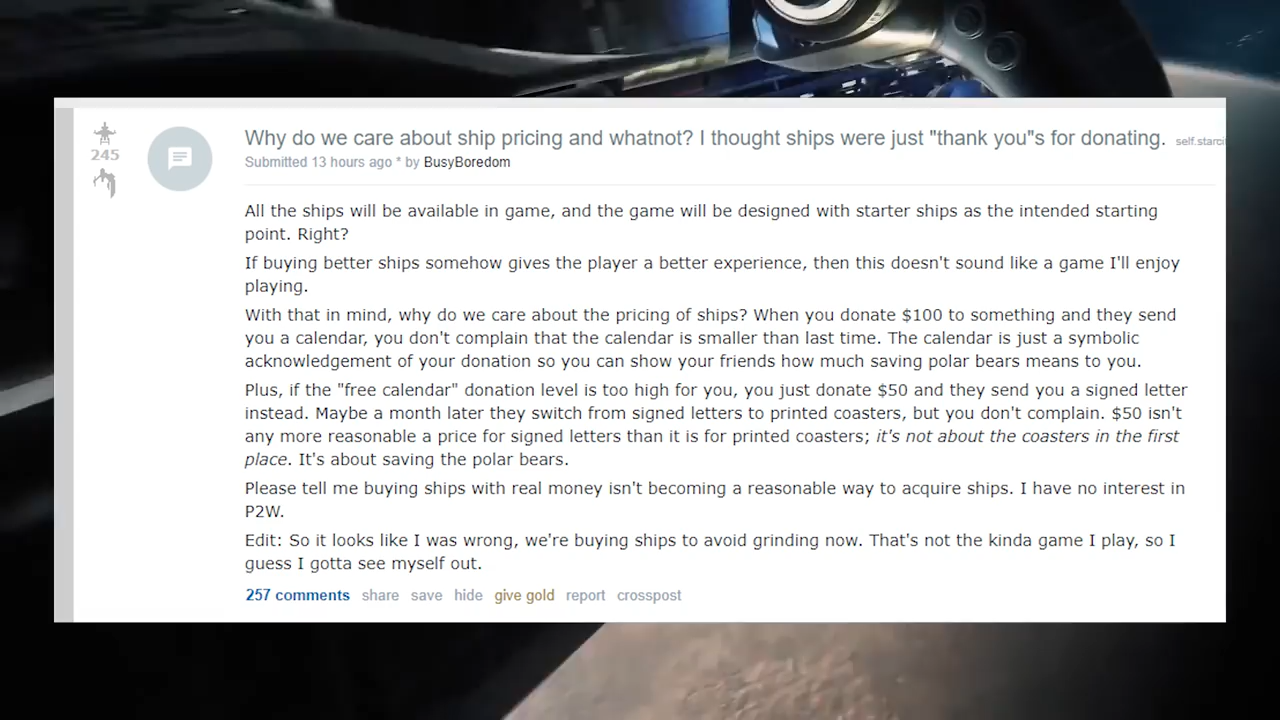 Why do we care about ship pricing and whatnot? I thought ships were just "thank you"s for donating. self.starci
245
Submitted 13 hours ago * by BusyBoredom
All the ships will be available in game, and the game will be designed with starter ships as the intended starting
point. Right?
If buying better ships somehow gives the player a better experience, then this doesn't sound like a game I'll enjoy
playing.
With that in mind, why do we care about the pricing of ships? When you donate $100 to something and they send
you a calendar, you don't complain that the calendar is smaller than last time. The calendar is just a symbolic
acknowledgement of your donation so you can show your friends how much saving polar bears means to you.
Plus, if the "free calendar" donation level is too high for you, you just donate $50 and they send you a signed letter
instead. Maybe a month later they switch from signed letters to printed coasters, but you don't complain. $50 isn't
any more reasonable a price for signed letters than it is for printed coasters; it's not about the coasters in the first
place. It's about saving the polar bears.
Please tell me buying ships with real money isn't becoming a reasonable way to acquire ships. I have no interest in
P2W.
Edit: So it looks like I was wrong, we're buying ships to avoid grinding now. That's not the kinda game I play, so I
guess I gotta see myself out.
257 comments share save hide give gold report crosspost